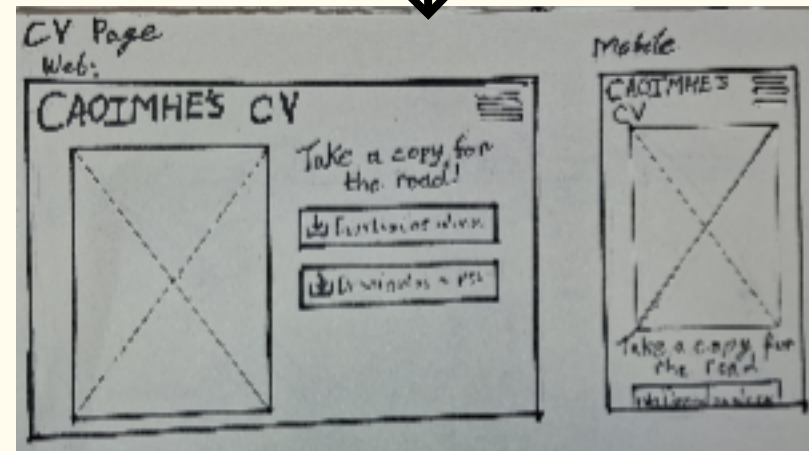 CV Page
Web:
CAOIMHE'S CV
Take a copy for
the road!
Mobile
CAOIMHE'S
CV
Take a copy for
the road